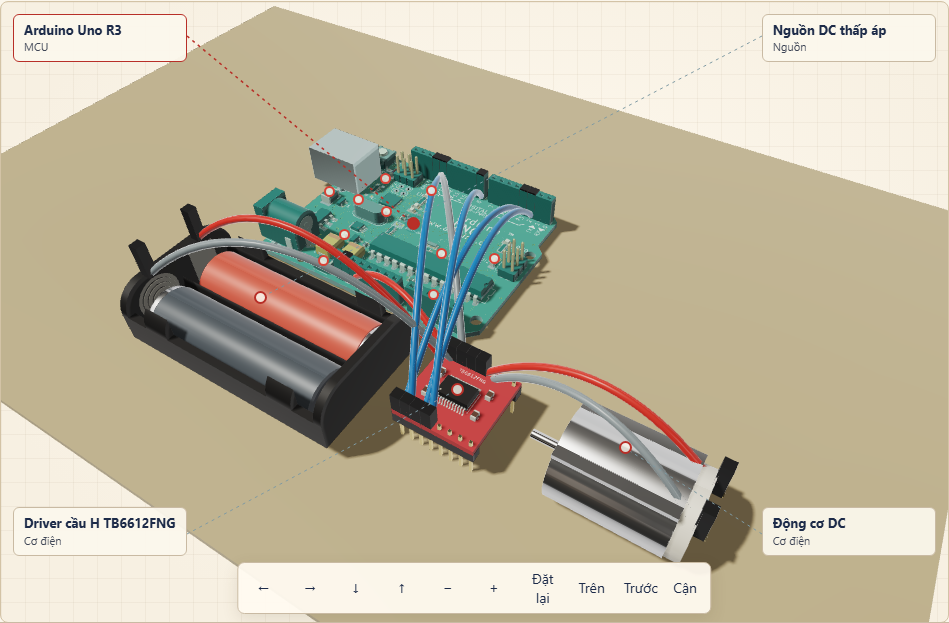 Arduino Uno R3
MCU
Nguồn DC thấp áp
Nguồn
Driver cầu H TB6612FNG
Cơ điện
Động cơ DC
Cơ điện
← → ↓ ↑ − + Đặt lại Trên Trước Cận